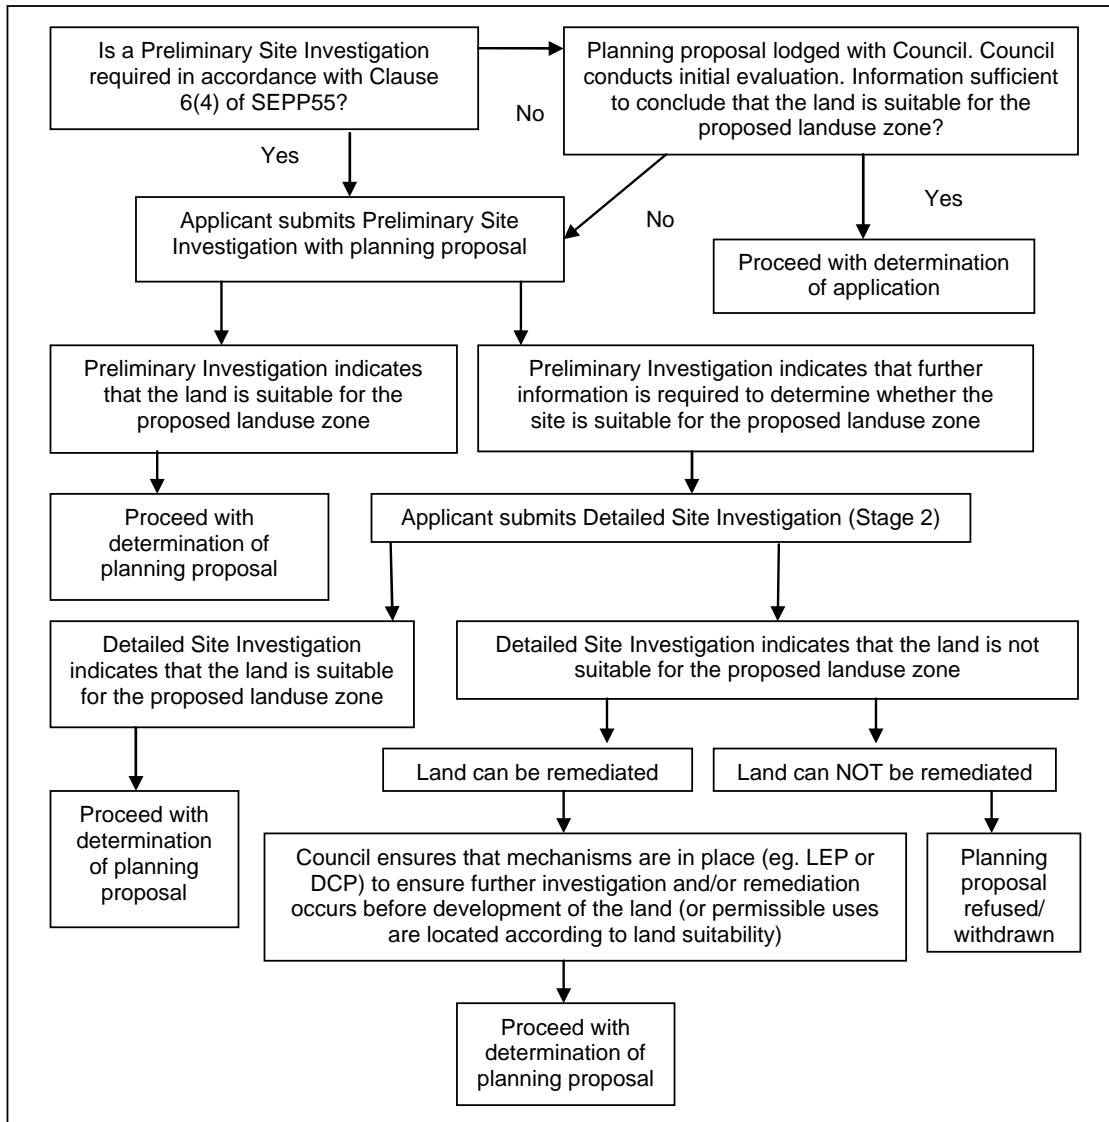 Is a Preliminary Site Investigation
required in accordance with Clause
6(4) of SEPP55?
Planning proposal lodged with Council. Council
conducts initial evaluation. Information sufficient
to conclude that the land is suitable for the
proposed landuse zone?
No
Yes
Applicant submits Preliminary Site
Investigation with planning proposal
No
Yes
Proceed with determination
of application
Preliminary Investigation indicates
that the land is suitable for the
proposed landuse zone
Preliminary Investigation indicates that further
information is required to determine whether the
site is suitable for the proposed landuse zone
Proceed with
determination of
planning proposal
Applicant submits Detailed Site Investigation (Stage 2)
Detailed Site Investigation
indicates that the land is suitable
for the proposed landuse zone
Detailed Site Investigation indicates that the land is not
suitable for the proposed landuse zone
Land can be remediated
Land can NOT be remediated
Proceed with
determination
of planning
proposal
Council ensures that mechanisms are in place (eg. LEP or
DCP) to ensure further investigation and/or remediation
occurs before development of the land (or permissible uses
are located according to land suitability)
Planning
proposal
refused/
withdrawn
Proceed with
determination of
planning proposal